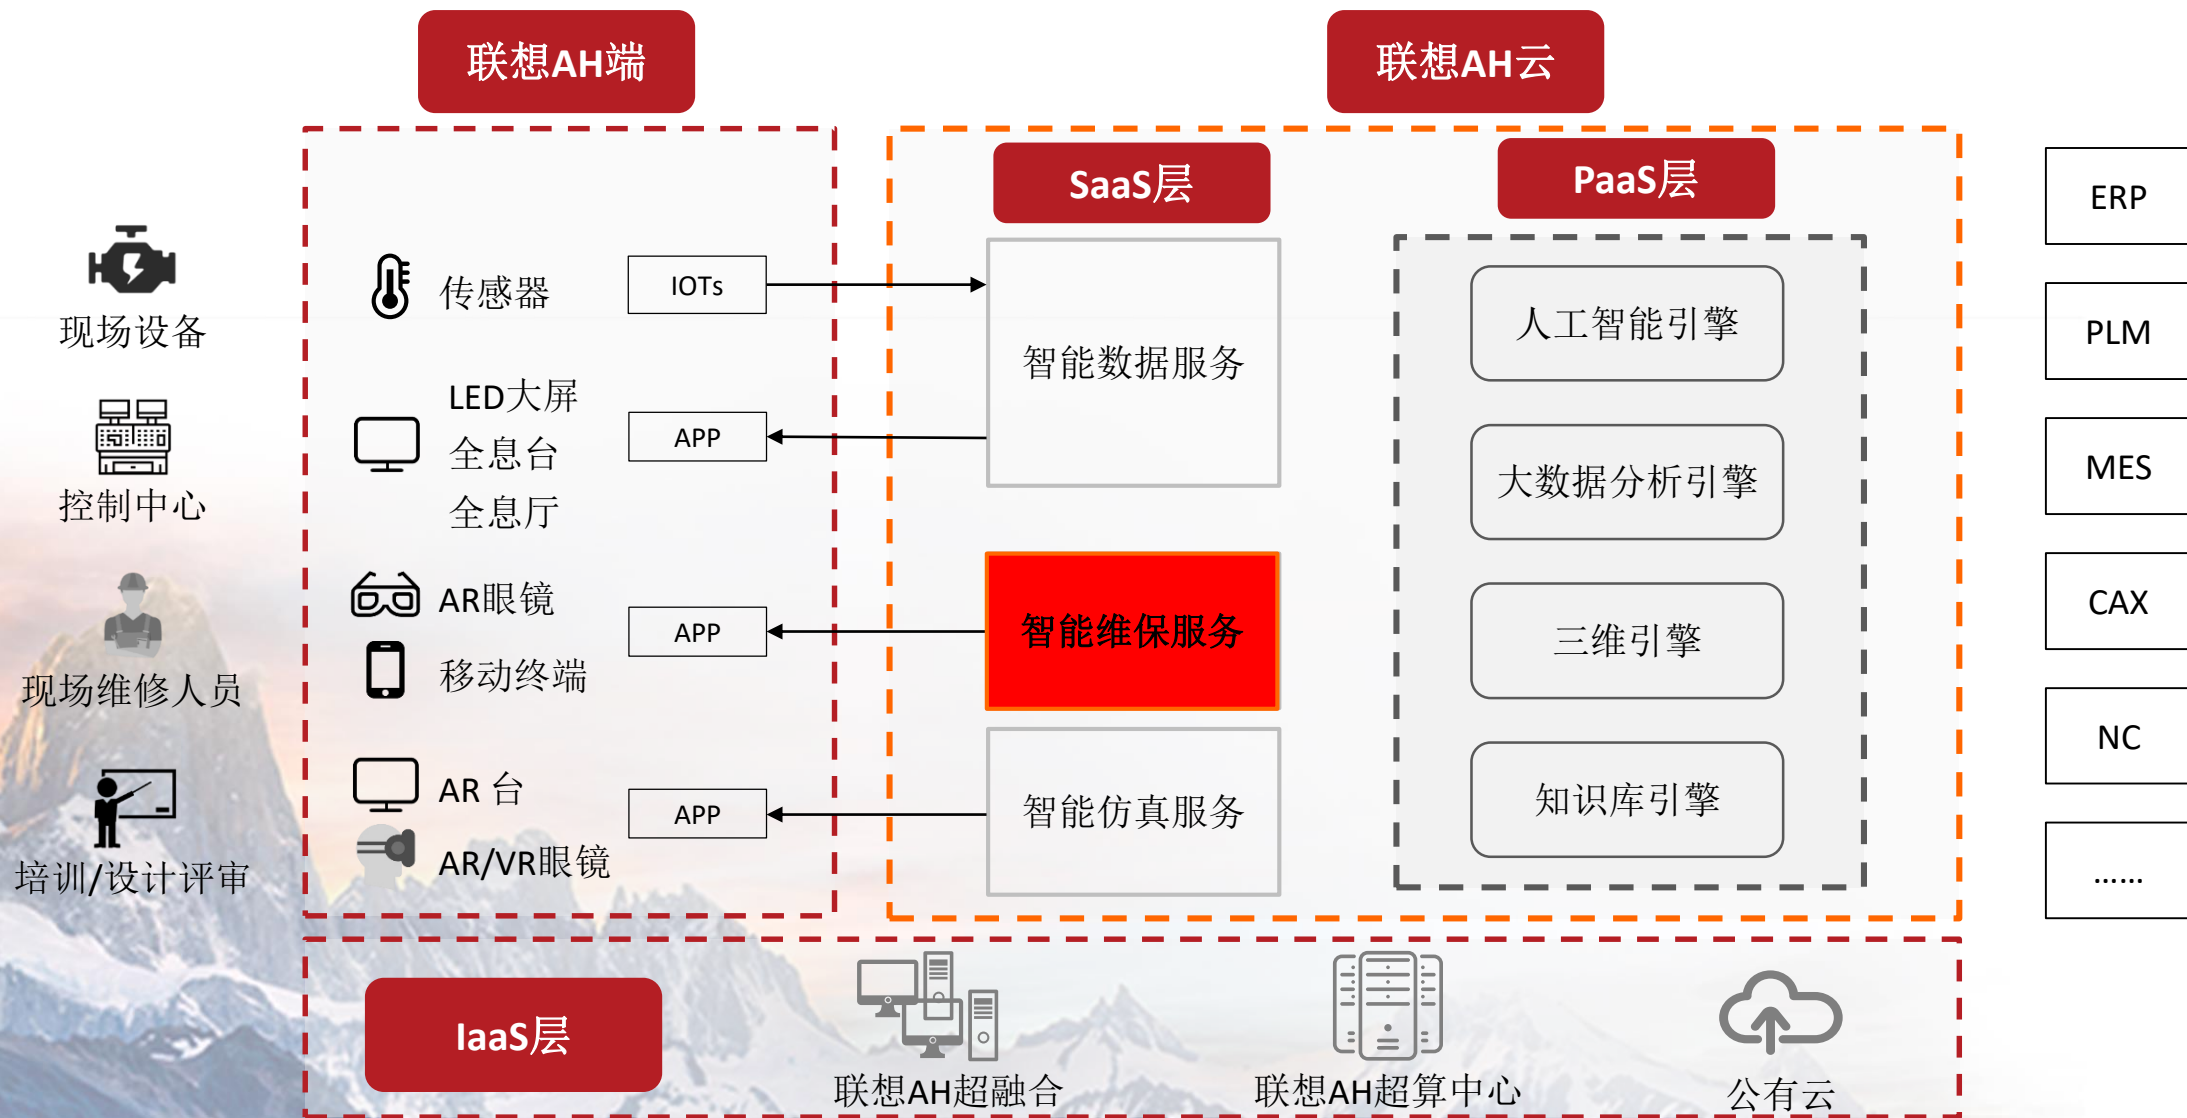 联想AH端
联想AH云
SaaS层
PaaS层
现场设备
控制中心
现场维修人员
培训/设计评审
传感器
IOTs
LED大屏
全息台
全息厅
APP
AR眼镜
移动终端
APP
AR 台
AR/VR眼镜
APP
智能数据服务
智能维保服务
智能仿真服务
人工智能引擎
大数据分析引擎
三维引擎
知识库引擎
ERP
PLM
MES
CAX
NC
……
IaaS层
联想AH超融合
联想AH超算中心
公有云